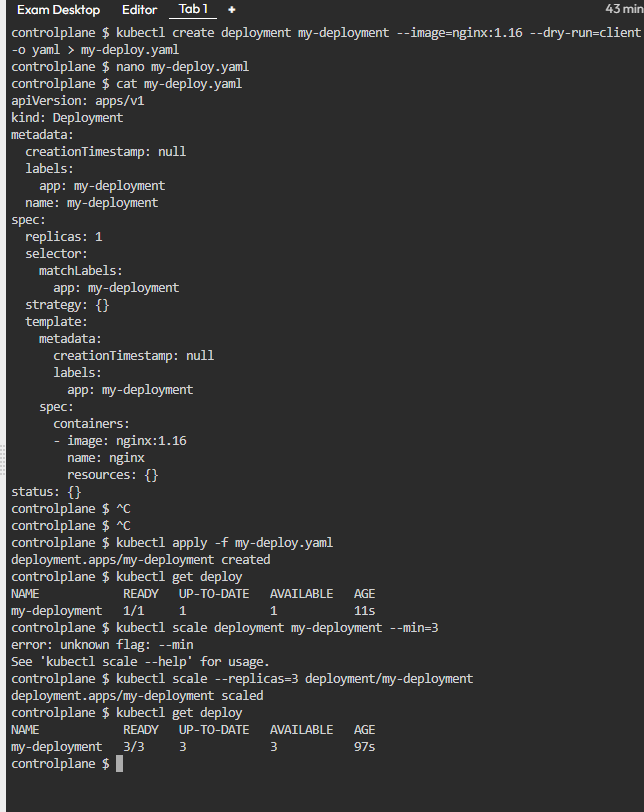 Exam Desktop Editor Tab 1 + 43 min
controlplane $ kubectl create deployment my-deployment --image=nginx:1.16 --dry-run=client
-o yaml > my-deploy.yaml
controlplane $ nano my-deploy.yaml
controlplane $ cat my-deploy.yaml
apiVersion: apps/v1
kind: Deployment
metadata:
  creationTimestamp: null
  labels:
    app: my-deployment
  name: my-deployment
spec:
  replicas: 1
  selector:
    matchLabels:
      app: my-deployment
  strategy: {}
  template:
    metadata:
      creationTimestamp: null
      labels:
        app: my-deployment
    spec:
      containers:
      - image: nginx:1.16
        name: nginx
        resources: {}
status: {}
controlplane $ ^C
controlplane $ ^C
controlplane $ kubectl apply -f my-deploy.yaml
deployment.apps/my-deployment created
controlplane $ kubectl get deploy
NAME            READY   UP-TO-DATE   AVAILABLE   AGE
my-deployment   1/1     1            1           11s
controlplane $ kubectl scale deployment my-deployment --min=3
error: unknown flag: --min
See 'kubectl scale --help' for usage.
controlplane $ kubectl scale --replicas=3 deployment/my-deployment
deployment.apps/my-deployment scaled
controlplane $ kubectl get deploy
NAME            READY   UP-TO-DATE   AVAILABLE   AGE
my-deployment   3/3     3            3           97s
controlplane $